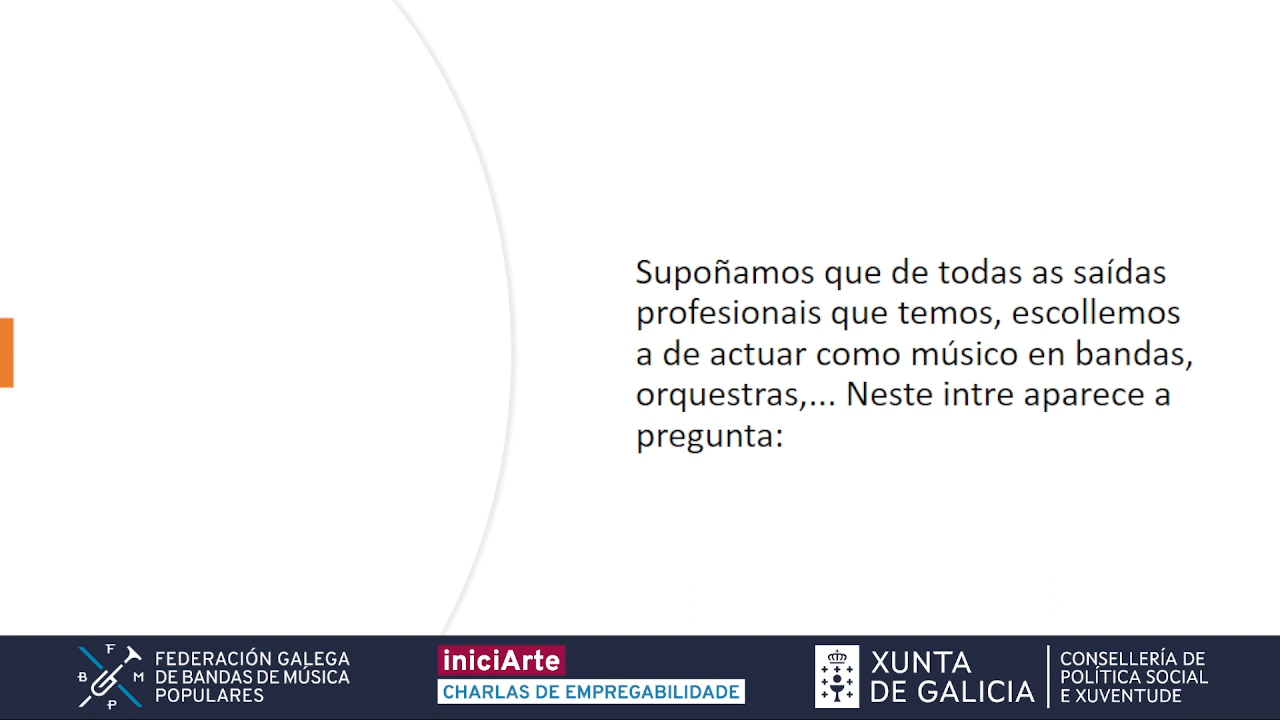 Supoñamos que de todas as saídas
profesionais que temos, escollemos
a de actuar como músico en bandas,
orquestras,... Neste intre aparece a
pregunta:
F
B
M
P
FEDERACIÓN GALEGA
DE BANDAS DE MÚSICA
POPULARES
iniciArte
CHARLAS DE EMPREGABILIDADE
XUNTA
DE GALICIA
CONSELLERÍA DE
POLÍTICA SOCIAL
E XUVENTUDE